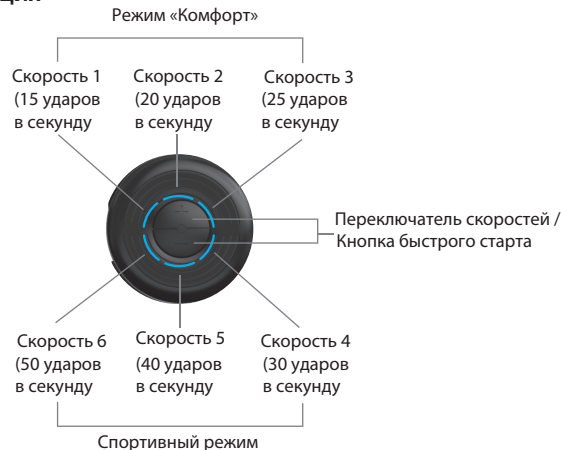 Режим «Комфорт»
Скорость 1
(15 ударов
в секунду
Скорость 2
(20 ударов
в секунду
Скорость 3
(25 ударов
в секунду
Переключатель скоростей /
Кнопка быстрого старта
Скорость 6
(50 ударов
в секунду
Скорость 5
(40 ударов
в секунду
Скорость 4
(30 ударов
в секунду
Спортивный режим